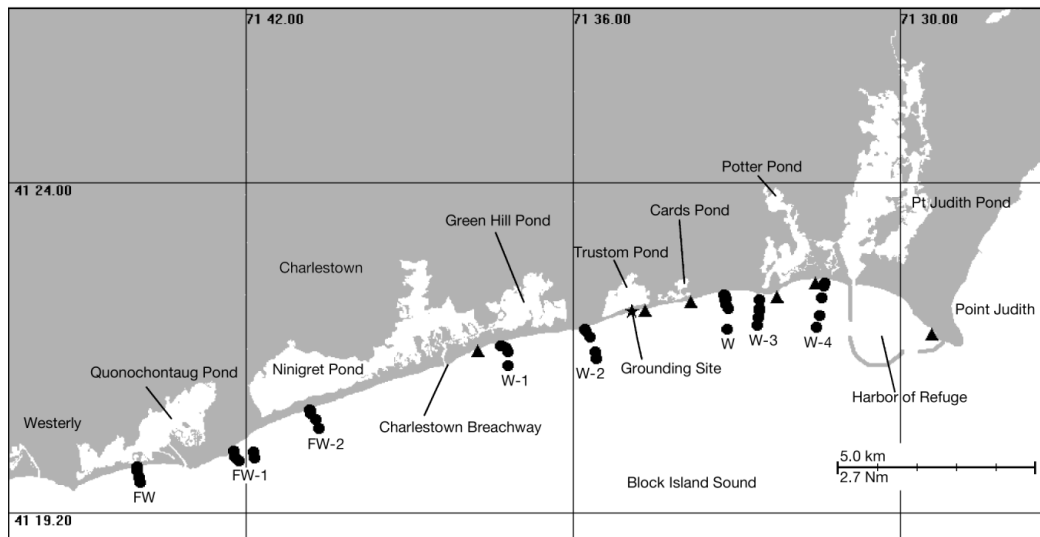 71 42.00
71 36.00
71 30.00
41 24.00
Potter Pond
Pt Judith Pond
Cards Pond
Green Hill Pond
Trustom Pond
Charlestown
Point Judith
W
W-3
W-4
W-1
W-2
Grounding Site
Quonochontaug Pond
Ninigret Pond
Harbor of Refuge
Westerly
Charlestown Breachway
FW-2
5.0 km
2.7 Nm
FW-1
FW
Block Island Sound
41 19.20